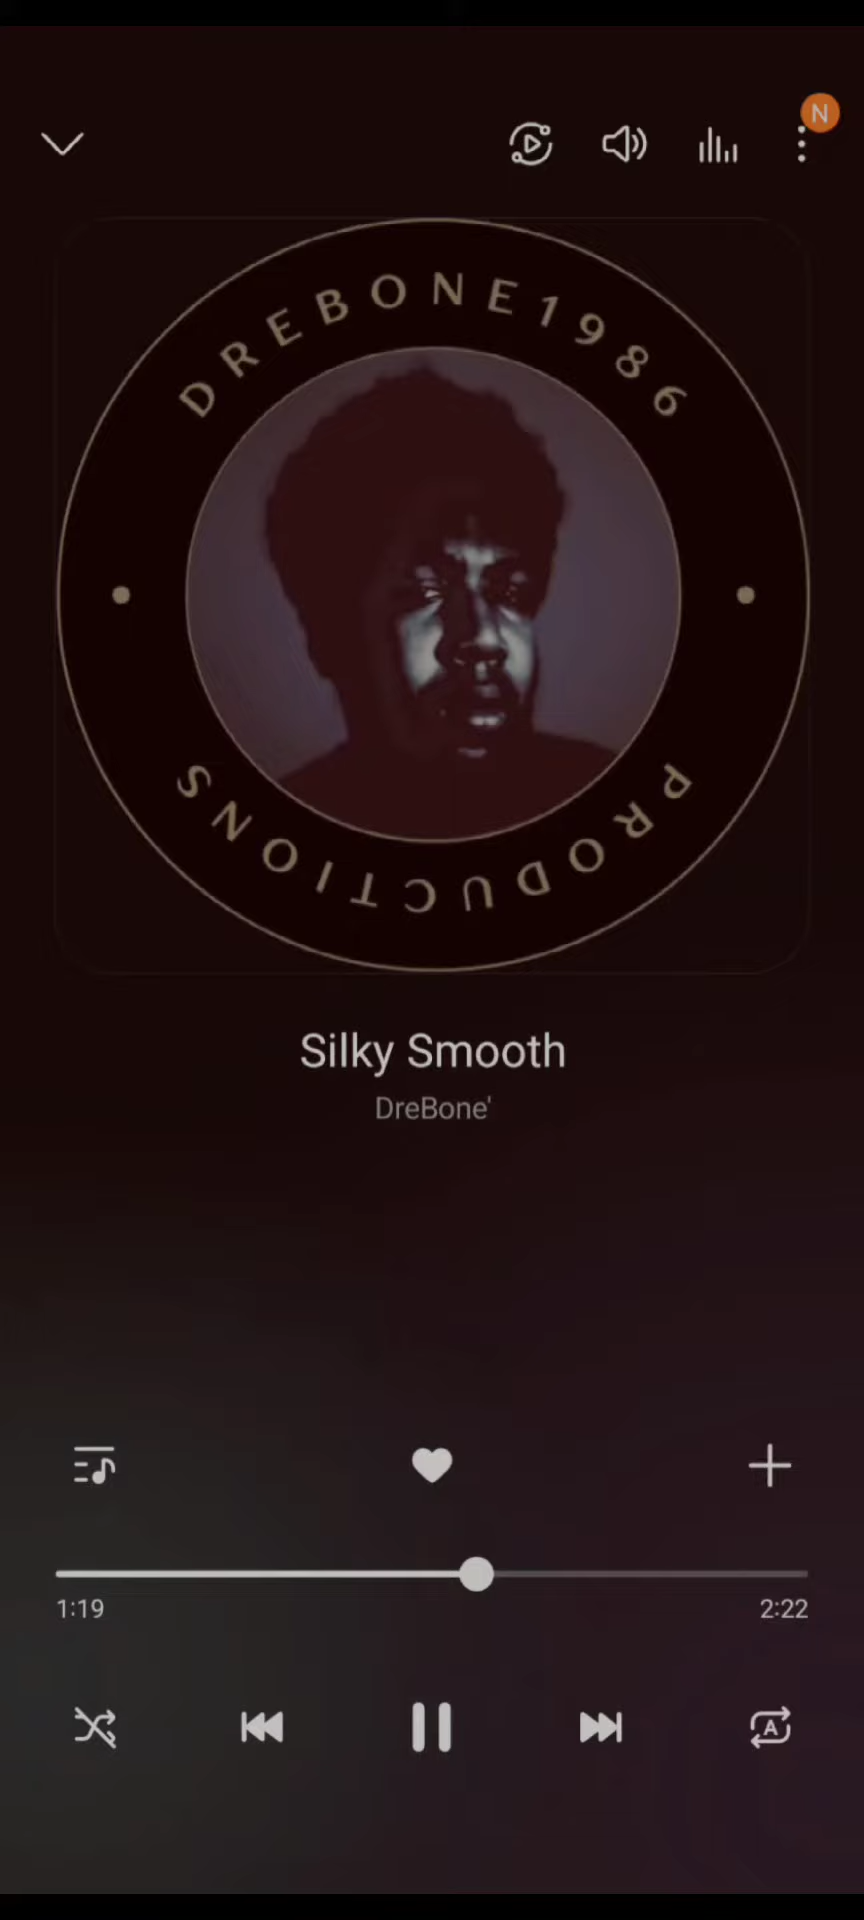 N
DREBONE1986
PRODUCTIONS
Silky Smooth
DreBone'
1:19
2:22
A